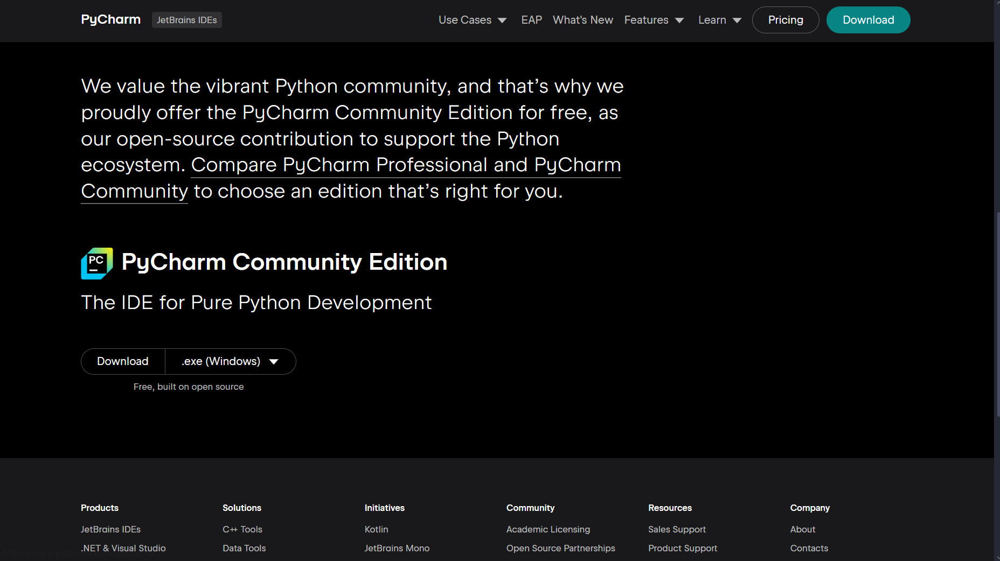 PyCharm JetBrains IDEs Use Cases EAP What's New Features Learn Pricing Download
We value the vibrant Python community, and that’s why we
proudly offer the PyCharm Community Edition for free, as
our open-source contribution to support the Python
ecosystem. Compare PyCharm Professional and PyCharm
Community to choose an edition that’s right for you.
PC PyCharm Community Edition
The IDE for Pure Python Development
Download .exe (Windows)
Free, built on open source
Products Solutions Initiatives Community Resources Company
JetBrains IDEs C++ Tools Kotlin Academic Licensing Sales Support About
.NET & Visual Studio Data Tools JetBrains Mono Open Source Partnerships Product Support Contacts